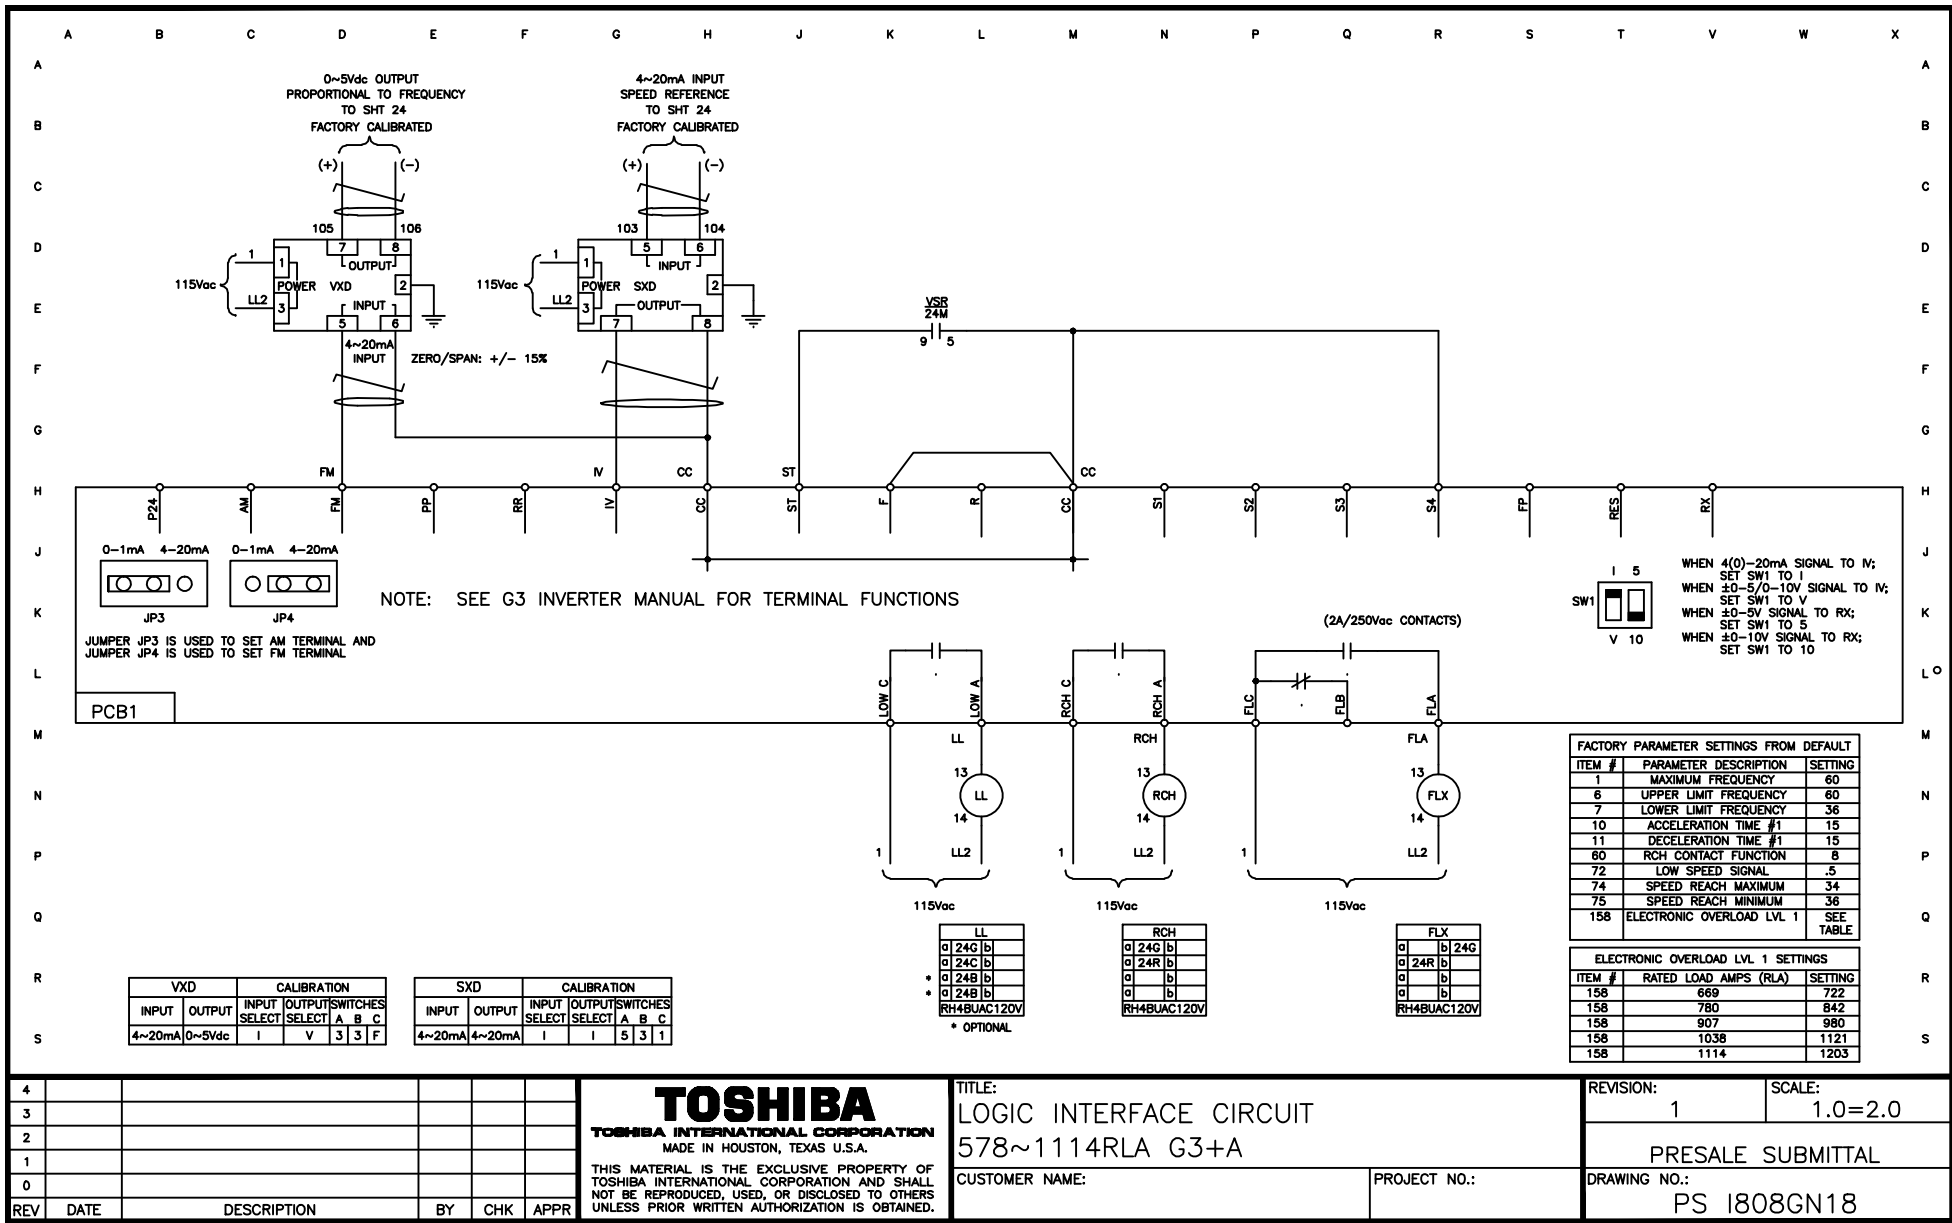 A B C D E F G H J K L M N P Q R S T V W X
A A
0~5Vdc OUTPUT
PROPORTIONAL TO FREQUENCY
TO SHT 24
FACTORY CALIBRATED
4~20mA INPUT
SPEED REFERENCE
TO SHT 24
FACTORY CALIBRATED
B B
(+) (-) (+) (-)
C C
105 106 103 104
D D
7 8 5 6
1 1 OUTPUT 1 1 INPUT
115Vac POWER VXD 2 115Vac POWER SXD 2
LL2 3 INPUT LL2 3 OUTPUT
5 6 7 8
E E
VSR
24M
9 5
4~20mA
INPUT
ZERO/SPAN: +/- 15%
F F
G G
FM IV CC ST CC
H H
P24 AM FM PP RR IV CC ST F R CC S1 S2 S3 S4 FP RES RX
J J
0-1mA 4-20mA 0-1mA 4-20mA
JP3 JP4
NOTE: SEE G3 INVERTER MANUAL FOR TERMINAL FUNCTIONS
JUMPER JP3 IS USED TO SET AM TERMINAL AND
JUMPER JP4 IS USED TO SET FM TERMINAL
I 5
SW1
V 10
WHEN 4(0)-20mA SIGNAL TO IV;
SET SW1 TO I
WHEN ±0-5/0-10V SIGNAL TO IV;
SET SW1 TO V
WHEN ±0-5V SIGNAL TO RX;
SET SW1 TO 5
WHEN ±0-10V SIGNAL TO RX;
SET SW1 TO 10
K K
(2A/250Vac CONTACTS)
L L
LOW C LOW A RCH C RCH A FLC FLB FLA
PCB1
M M
LL RCH FLA
13 13 13
LL RCH FLX
14 14 14
N N
1 LL2 1 LL2 1 LL2
P P
115Vac 115Vac 115Vac
Q Q
FACTORY PARAMETER SETTINGS FROM DEFAULT
ITEM # PARAMETER DESCRIPTION SETTING
1 MAXIMUM FREQUENCY 60
6 UPPER LIMIT FREQUENCY 60
7 LOWER LIMIT FREQUENCY 36
10 ACCELERATION TIME #1 15
11 DECELERATION TIME #1 15
60 RCH CONTACT FUNCTION 8
72 LOW SPEED SIGNAL .5
74 SPEED REACH MAXIMUM 34
75 SPEED REACH MINIMUM 36
158 ELECTRONIC OVERLOAD LVL 1 SEE
TABLE
LL
a 24G b
a 24C b
* a 24B b
* a 24B b
RH4BUAC120V
* OPTIONAL
RCH
a 24G b
a 24R b
a b
a b
RH4BUAC120V
FLX
a b 24G
a 24R b
a b
a b
RH4BUAC120V
R R
ELECTRONIC OVERLOAD LVL 1 SETTINGS
ITEM # RATED LOAD AMPS (RLA) SETTING
158 669 722
158 780 842
158 907 980
158 1038 1121
158 1114 1203
VXD CALIBRATION
INPUT OUTPUT INPUT SELECT OUTPUT SELECT SWITCHES A B C
4~20mA 0~5Vdc I V 3 3 F
SXD CALIBRATION
INPUT OUTPUT INPUT SELECT OUTPUT SELECT SWITCHES A B C
4~20mA 4~20mA I I 5 3 1
S S
4
3
2
1
0
REV DATE DESCRIPTION BY CHK APPR
TOSHIBA
TOSHIBA INTERNATIONAL CORPORATION
MADE IN HOUSTON, TEXAS U.S.A.
THIS MATERIAL IS THE EXCLUSIVE PROPERTY OF
TOSHIBA INTERNATIONAL CORPORATION AND SHALL
NOT BE REPRODUCED, USED, OR DISCLOSED TO OTHERS
UNLESS PRIOR WRITTEN AUTHORIZATION IS OBTAINED.
TITLE:
LOGIC INTERFACE CIRCUIT
578~1114RLA G3+A
CUSTOMER NAME: PROJECT NO.:
REVISION: 1
SCALE: 1.0=2.0
PRESALE SUBMITTAL
DRAWING NO.:
PS I808GN18